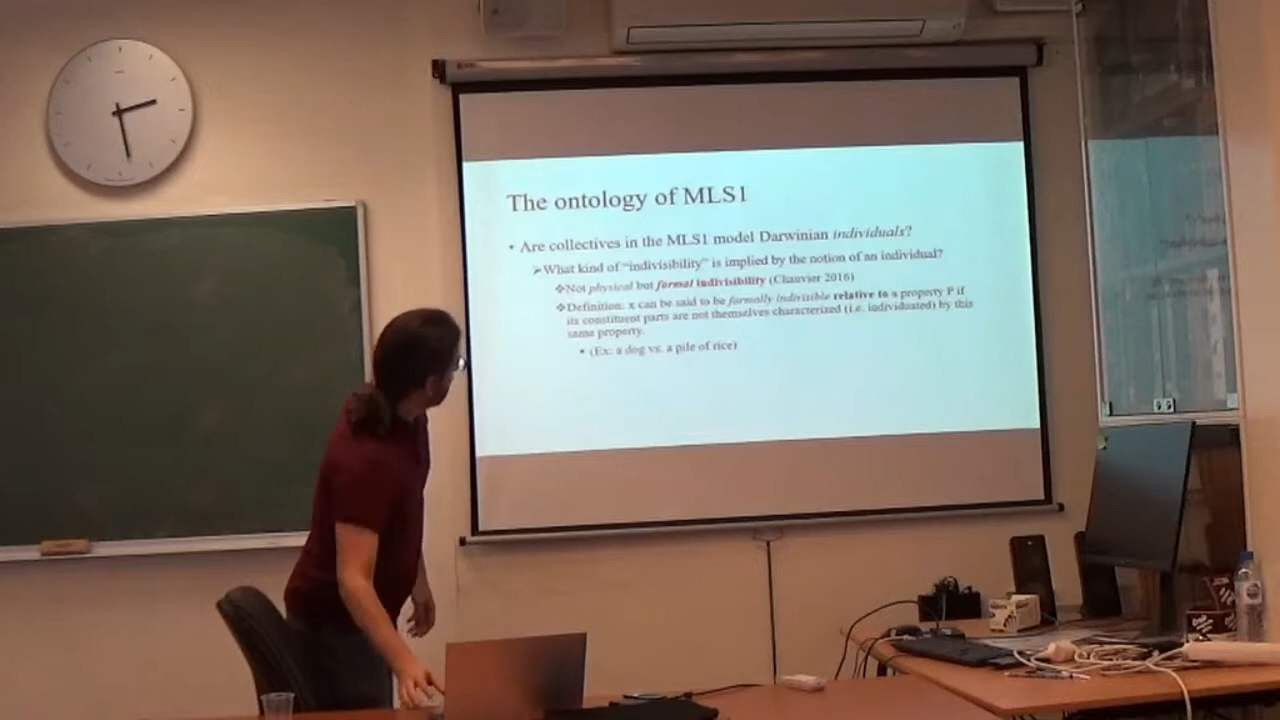 The ontology of MLS1
• Are collectives in the MLS1 model Darwinian individuals?
➢What kind of "indivisibility" is implied by the notion of an individual?
❖Not physical but formal indivisibility (Chauvier 2016)
❖Definition: x can be said to be formally indivisible relative to a property P if
its constituent parts are not themselves characterized (i.e. individuated) by this
same property.
• (Ex: a dog vs. a pile of rice)